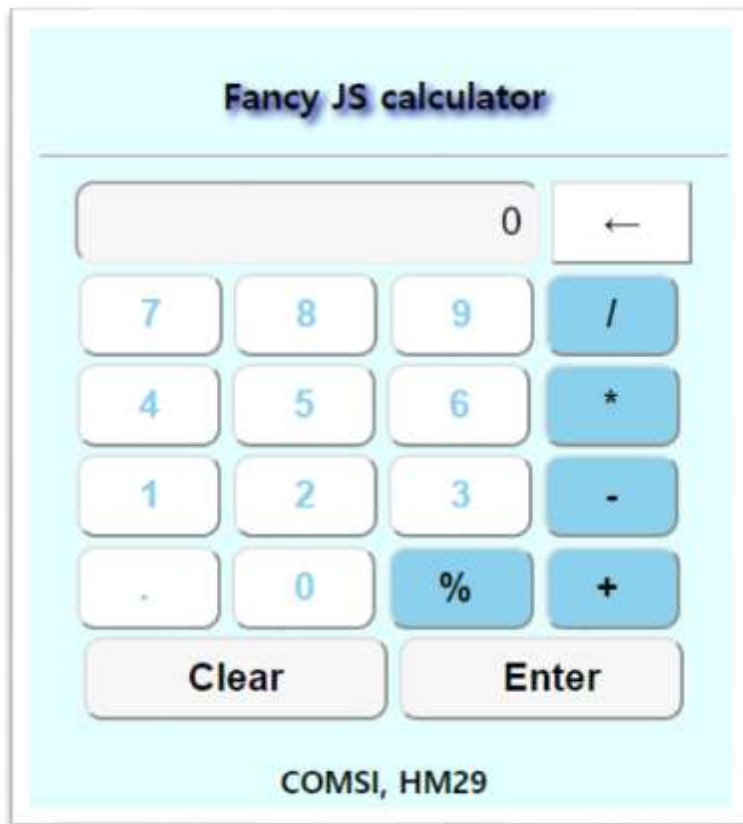 Fancy JS calculator
0 ←
7 8 9 /
4 5 6 *
1 2 3 -
. 0 % +
Clear Enter
COMSI, HM29